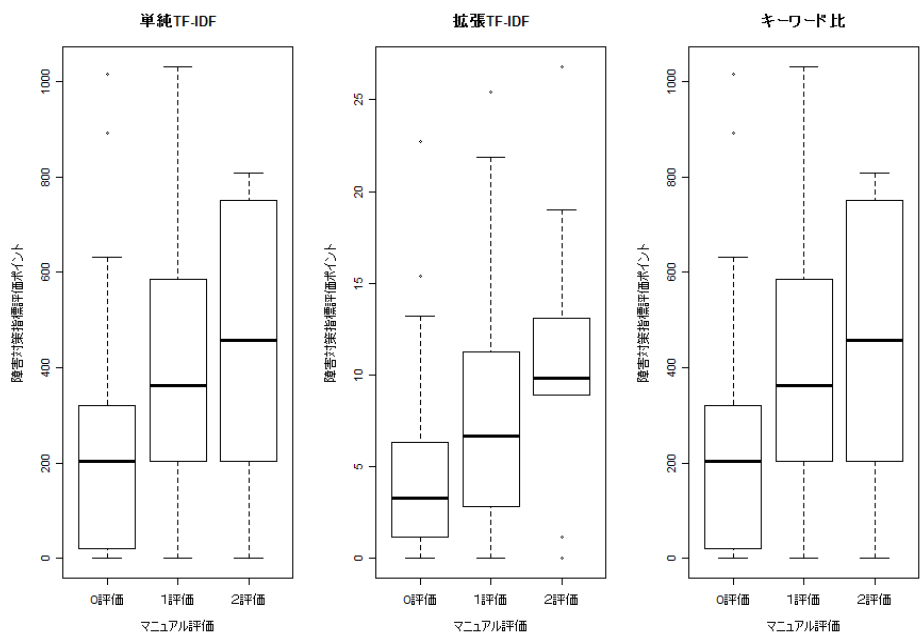 単純TF-IDF
障害対策指標評価ポイント
1000
800
600
400
200
0
0評価 1評価 2評価
マニュアル評価
拡張TF-IDF
障害対策指標評価ポイント
25
20
15
10
5
0
0評価 1評価 2評価
マニュアル評価
キーワード比
障害対策指標評価ポイント
1000
800
600
400
200
0
0評価 1評価 2評価
マニュアル評価